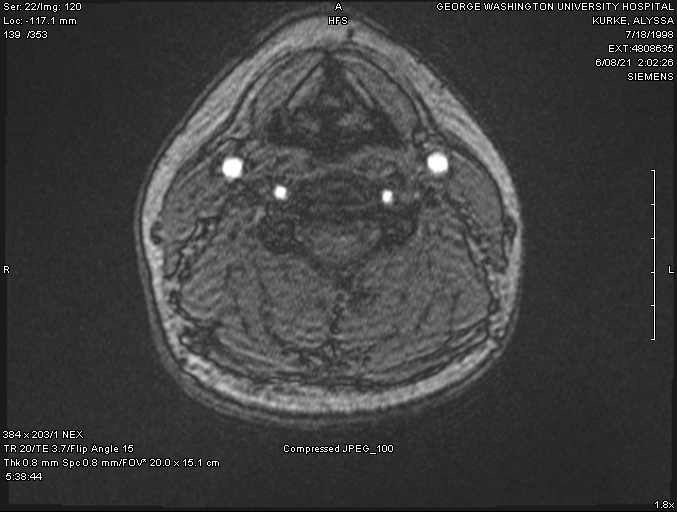 Ser: 22/Img: 120
Loc: -117.1 mm
139 /353
A
HFS
GEORGE WASHINGTON UNIVERSITY HOSPITAL
KURKE, ALYSSA
7/18/1998
EXT:4808635
6/08/21 2:02:26
SIEMENS
R
L
384 x 203/1 NEX
TR 20/TE 3.7/Flip Angle 15
Thk 0.8 mm Spc 0.8 mm/FOV² 20.0 x 15.1 cm
5:38:44
Compressed JPEG_100
1.8x